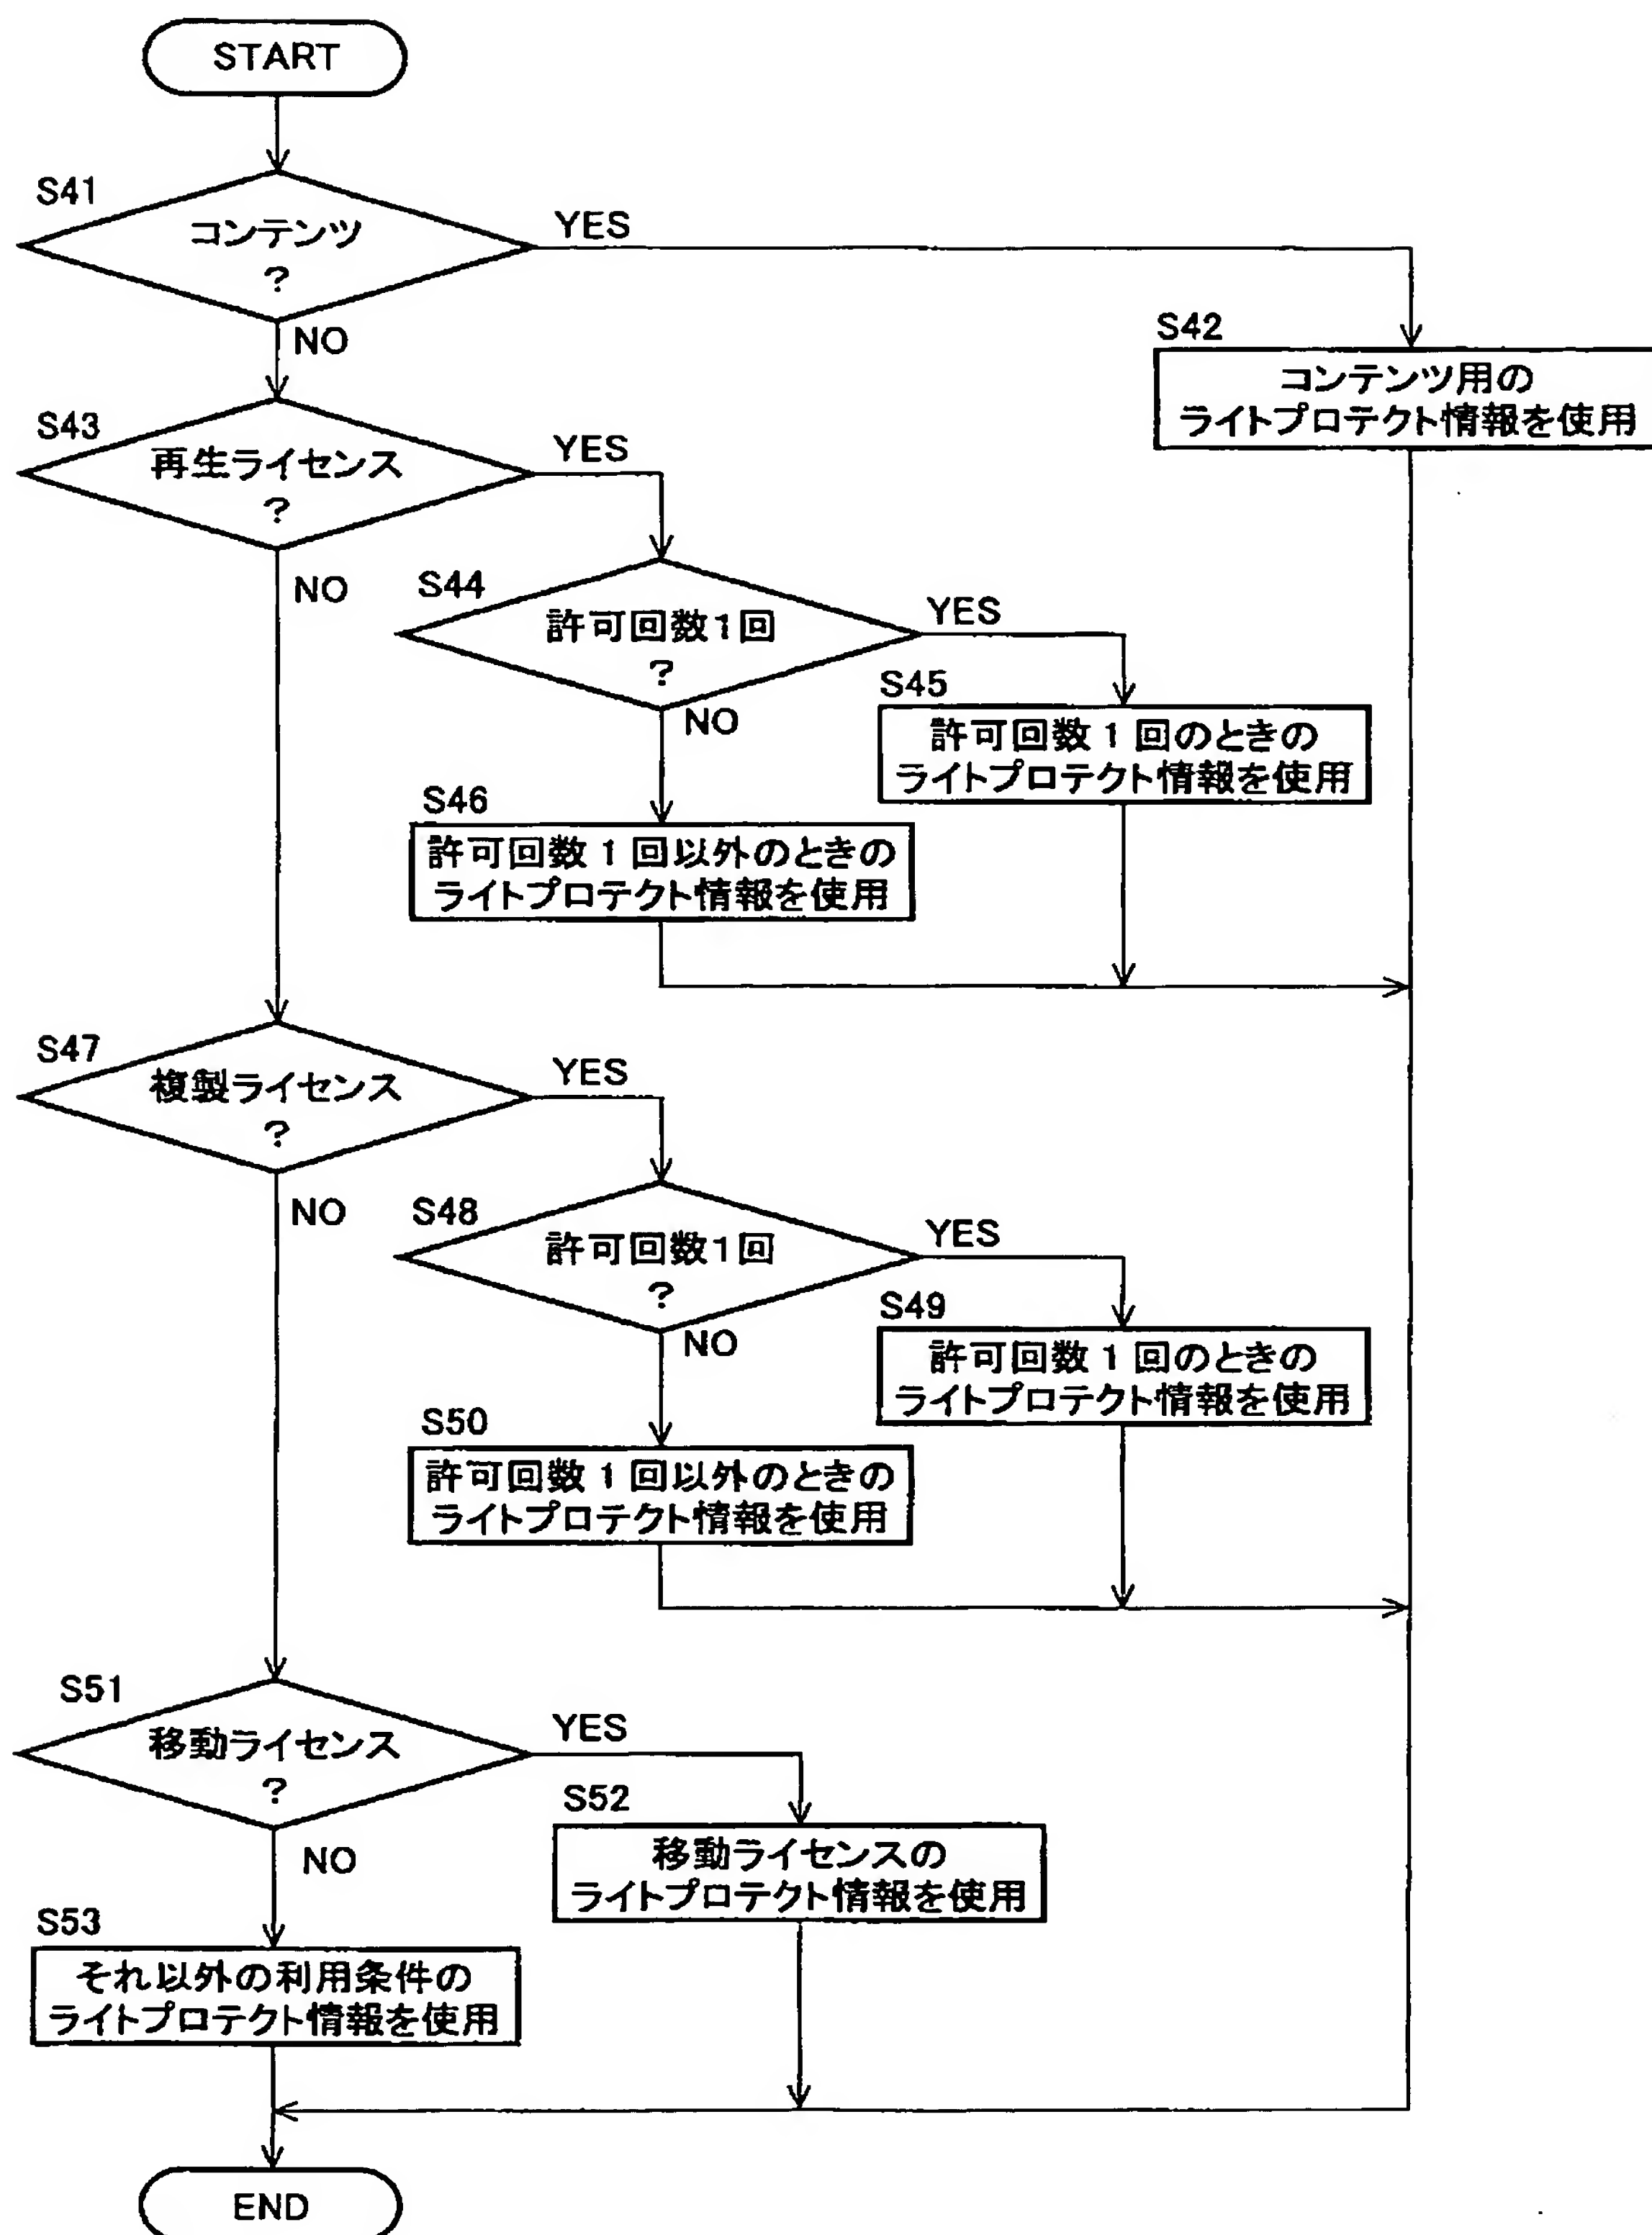 START
S41
コンテンツ
?
YES
NO
S42
コンテンツ用の
ライトプロテクト情報を使用
S43
再生ライセンス
?
YES
NO
S44
許可回数1回
?
YES
NO
S45
許可回数1回のときの
ライトプロテクト情報を使用
S46
許可回数1回以外のときの
ライトプロテクト情報を使用
S47
複製ライセンス
?
YES
NO
S48
許可回数1回
?
YES
NO
S49
許可回数1回のときの
ライトプロテクト情報を使用
S50
許可回数1回以外のときの
ライトプロテクト情報を使用
S51
移動ライセンス
?
YES
NO
S52
移動ライセンスの
ライトプロテクト情報を使用
S53
それ以外の利用条件の
ライトプロテクト情報を使用
END